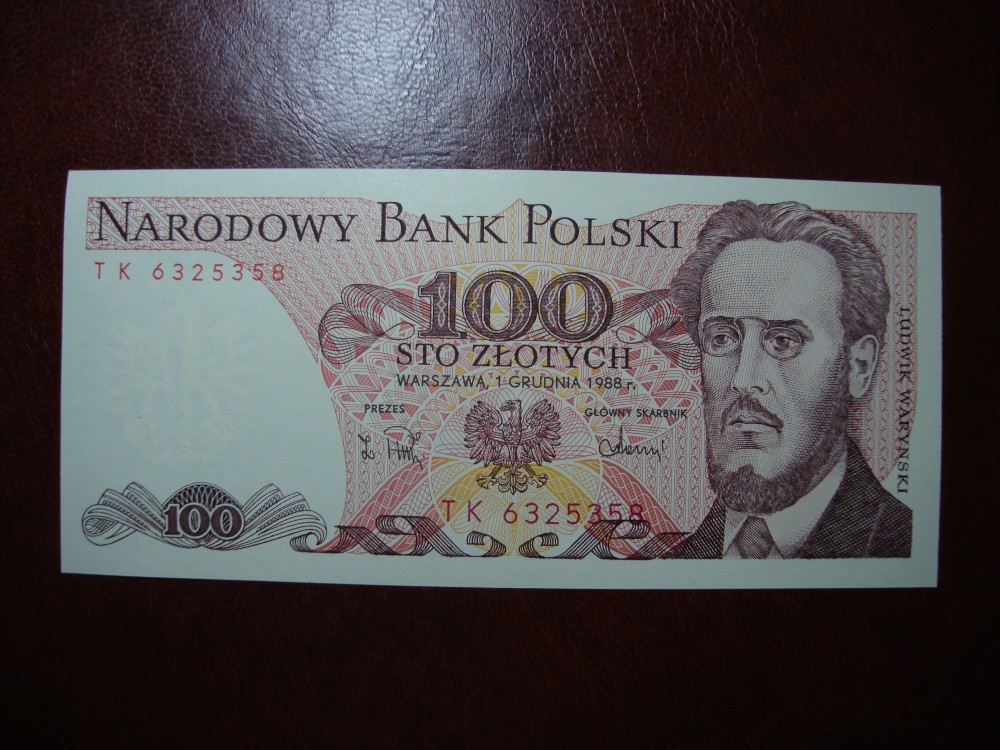 NARODOWY BANK POLSKI
TK 6325358
100
STO ZŁOTYCH
WARSZAWA, 1 GRUDNIA 1988 r.
PREZES
GŁÓWNY SKARBNIK
TK 6325358
100
LUDWIK WARYŃSKI